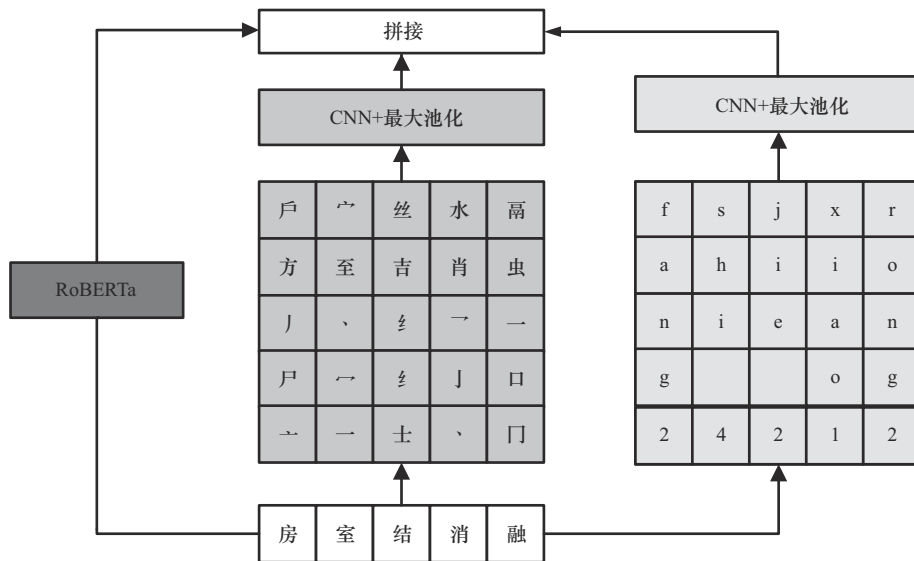 拼接
CNN+最大池化
CNN+最大池化
戶 宀 丝 水 鬲
方 至 吉 肖 虫
丿 丶 纟 乛 一
尸 冖 纟 亅 口
亠 一 士 丶 冂
f s j x r
a h i i o
n i e a n
g o g
2 4 2 1 2
RoBERTa
房 室 结 消 融